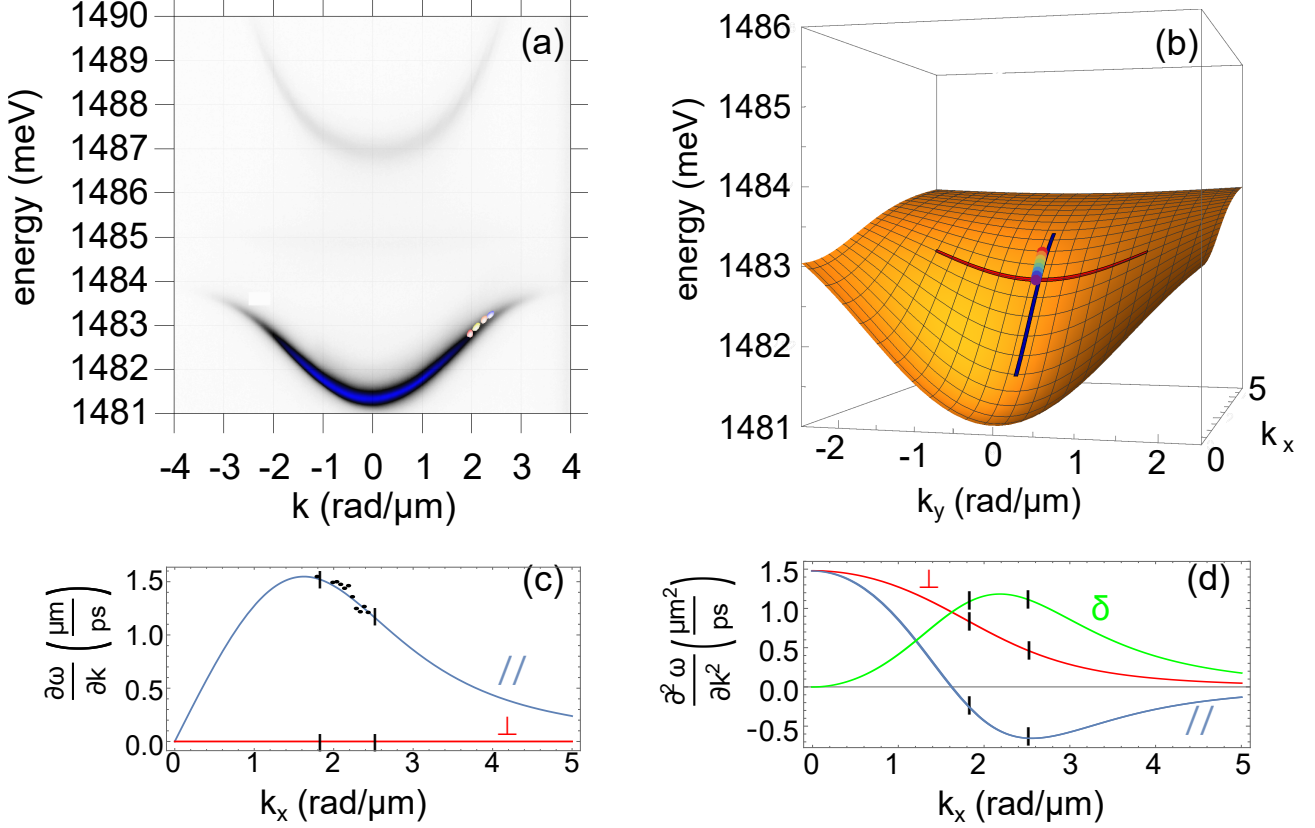 (a)
energy (meV)
1490
1489
1488
1487
1486
1485
1484
1483
1482
1481
-4 -3 -2 -1 0 1 2 3 4
k (rad/μm)
(b)
energy (meV)
1486
1485
1484
1483
1482
1481
-2 -1 0 1 2
k_y (rad/μm)
0
5
k_x
(c)
∂ω/∂k (μm/ps)
1.5
1.0
0.5
0.0
//
⊥
0 1 2 3 4 5
k_x (rad/μm)
(d)
∂²ω/∂k² (μm²/ps)
1.5
1.0
0.5
0.0
-0.5
⊥
δ
//
0 1 2 3 4 5
k_x (rad/μm)